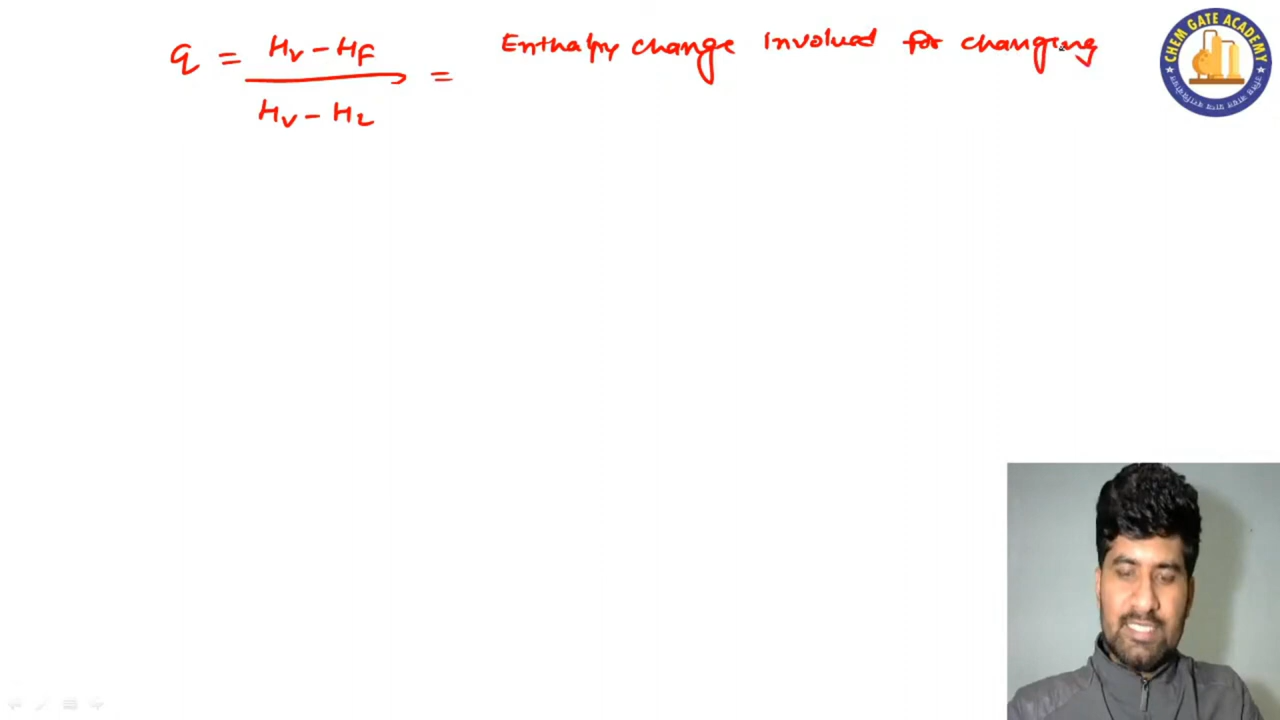 q = Hv - HF / Hv - HL = Enthalpy change involved for changing
CHEM GATE ACADEMY